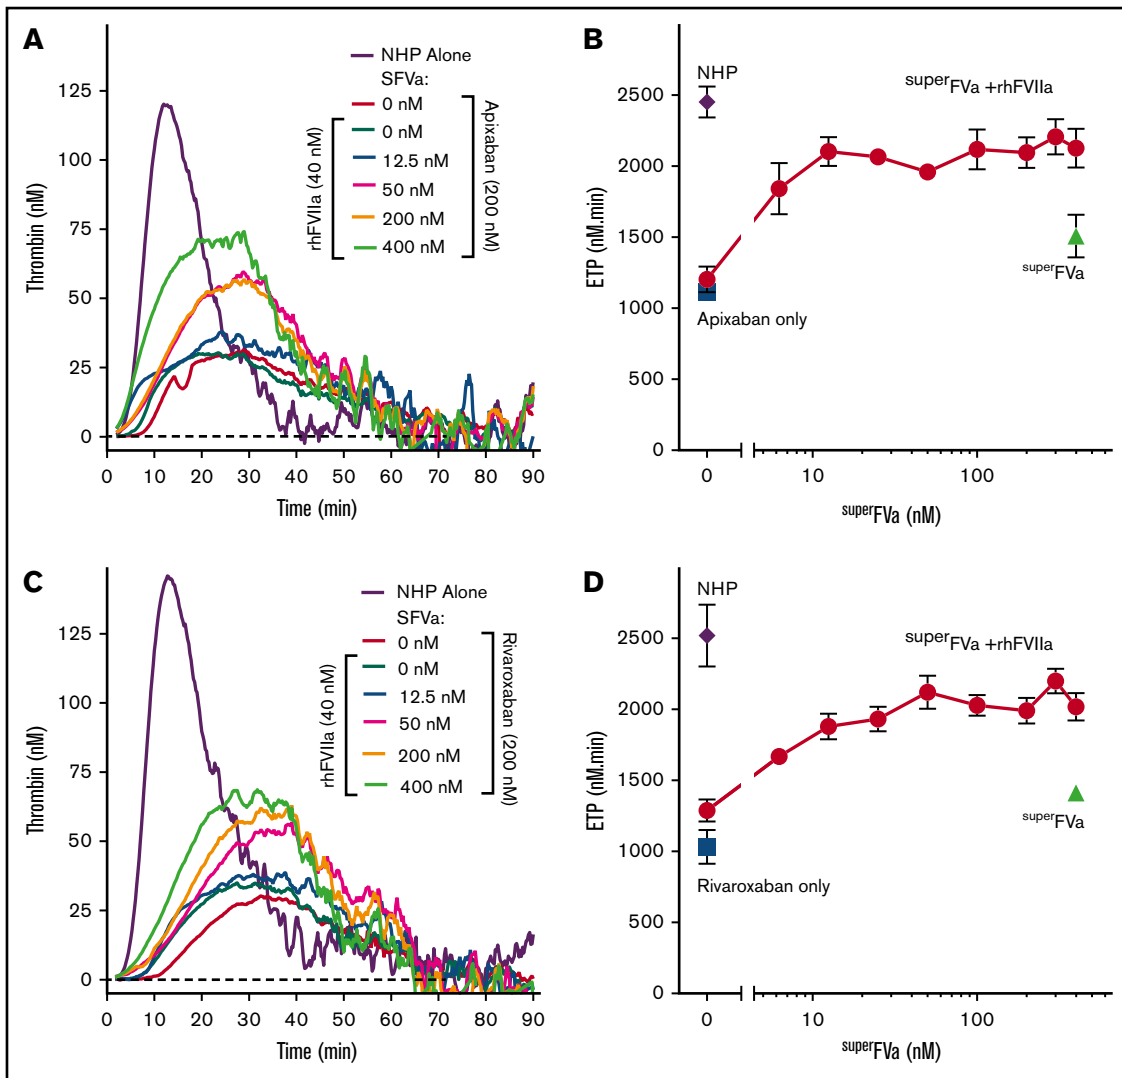 A
NHP Alone
SFVa:
0 nM
0 nM
12.5 nM
50 nM
200 nM
400 nM
rhFVIIa (40 nM)
Apixaban (200 nM)
Thrombin (nM)
125
100
75
50
25
0
0 10 20 30 40 50 60 70 80 90
Time (min)
B
NHP
superFVa +rhFVIIa
superFVa
Apixaban only
ETP (nM.min)
2500
2000
1500
1000
500
0
0 10 100
superFVa (nM)
C
NHP Alone
SFVa:
0 nM
0 nM
12.5 nM
50 nM
200 nM
400 nM
rhFVIIa (40 nM)
Rivaroxaban (200 nM)
Thrombin (nM)
125
100
75
50
25
0
0 10 20 30 40 50 60 70 80 90
Time (min)
D
NHP
superFVa +rhFVIIa
superFVa
Rivaroxaban only
ETP (nM.min)
2500
2000
1500
1000
500
0
0 10 100
superFVa (nM)